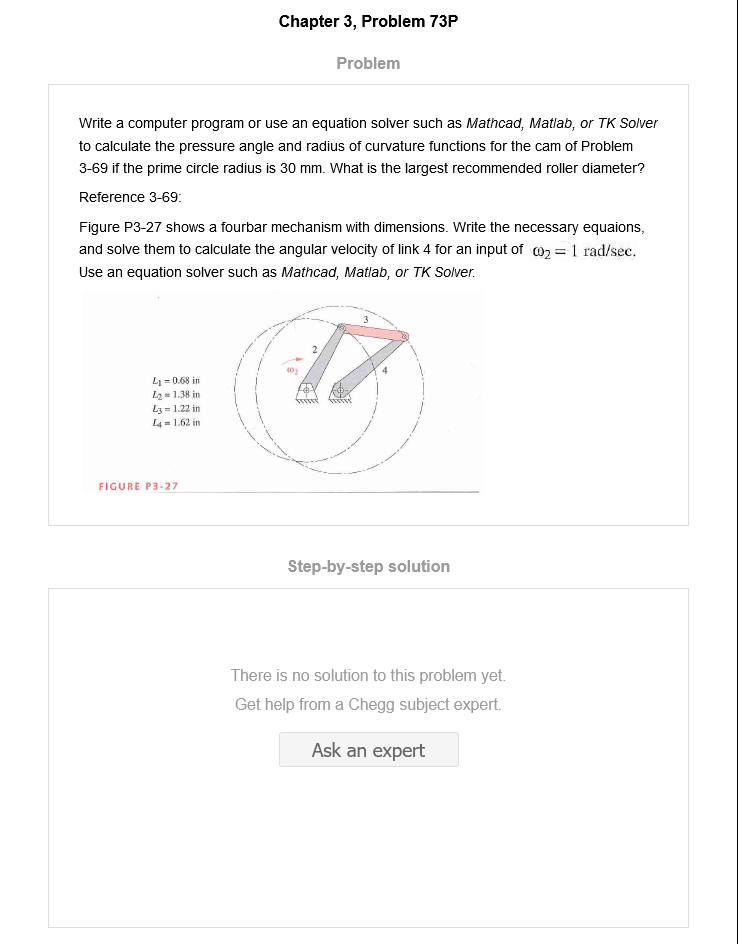 Chapter 3, Problem 73P
Problem
Write a computer program or use an equation solver such as Mathcad, Matlab, or TK Solver
to calculate the pressure angle and radius of curvature functions for the cam of Problem
3-69 if the prime circle radius is 30 mm. What is the largest recommended roller diameter?
Reference 3-69:
Figure P3-27 shows a fourbar mechanism with dimensions. Write the necessary equaions,
and solve them to calculate the angular velocity of link 4 for an input of ω2 = 1 rad/sec.
Use an equation solver such as Mathcad, Matlab, or TK Solver.
3
2
ω2
4
L1 = 0.68 in
L2 = 1.38 in
L3 = 1.22 in
L4 = 1.62 in
FIGURE P3-27
Step-by-step solution
There is no solution to this problem yet.
Get help from a Chegg subject expert.
Ask an expert